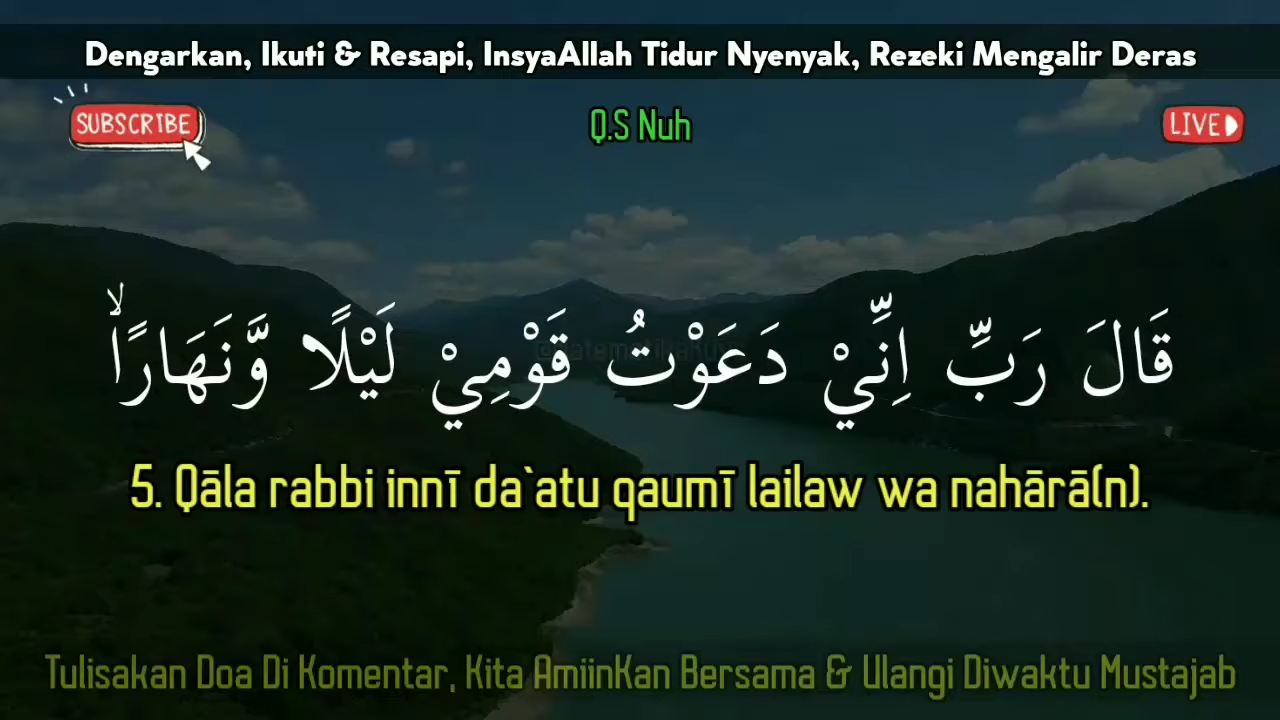 Dengarkan, Ikuti & Resapi, InsyaAllah Tidur Nyenyak, Rezeki Mengalir Deras
SUBSCRIBE
Q.S Nuh
LIVE
قَالَ رَبِّ اِنِّيْ دَعَوْتُ قَوْمِيْ لَيْلًا وَّنَهَارًاۙ
5. Qāla rabbi innī da`atu qaumī lailaw wa nahārā(n).
Tulisakan Doa Di Komentar, Kita AmiinKan Bersama & Ulangi Diwaktu Mustajab